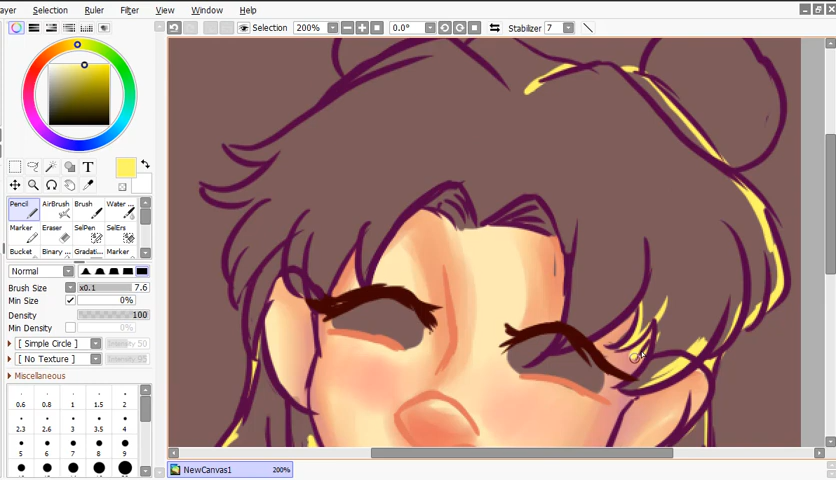 ayer Selection Ruler Filter View Window Help
Selection 200% 0.0° Stabilizer 7
T
Pencil AirBrush Brush Water ...
Marker Eraser SelPen SelErs
Bucket Binary ... Gradati... Marker
Normal
Brush Size x0.1 7.6
Min Size 0%
Density 100
Min Density 0%
[ Simple Circle ] Intensity 50
[ No Texture ] Intensity 95
Miscellaneous
0.6 0.8 1 1.5 2
2.3 2.6 3 3.5 4
5 6 7 8 9
NewCanvas1 200%